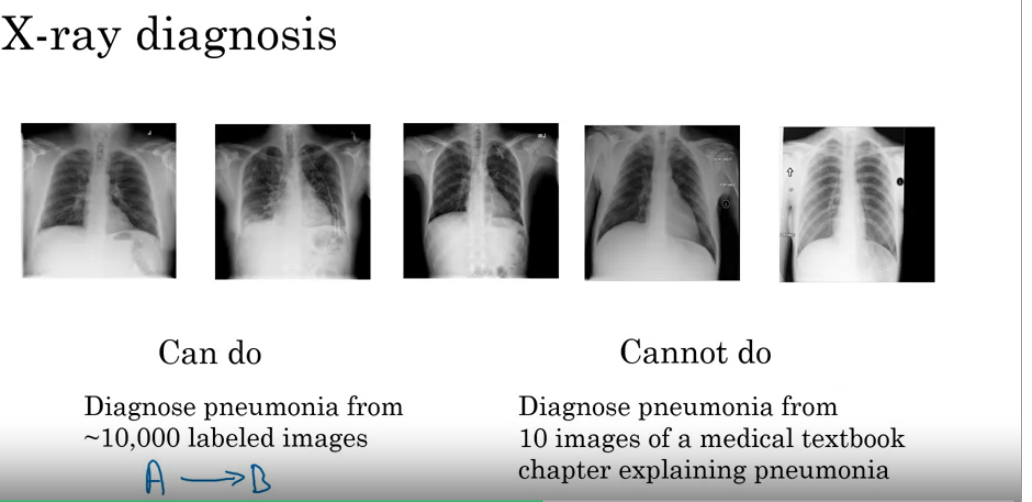 X-ray diagnosis
Can do
Diagnose pneumonia from
~10,000 labeled images
A → B
Cannot do
Diagnose pneumonia from
10 images of a medical textbook
chapter explaining pneumonia